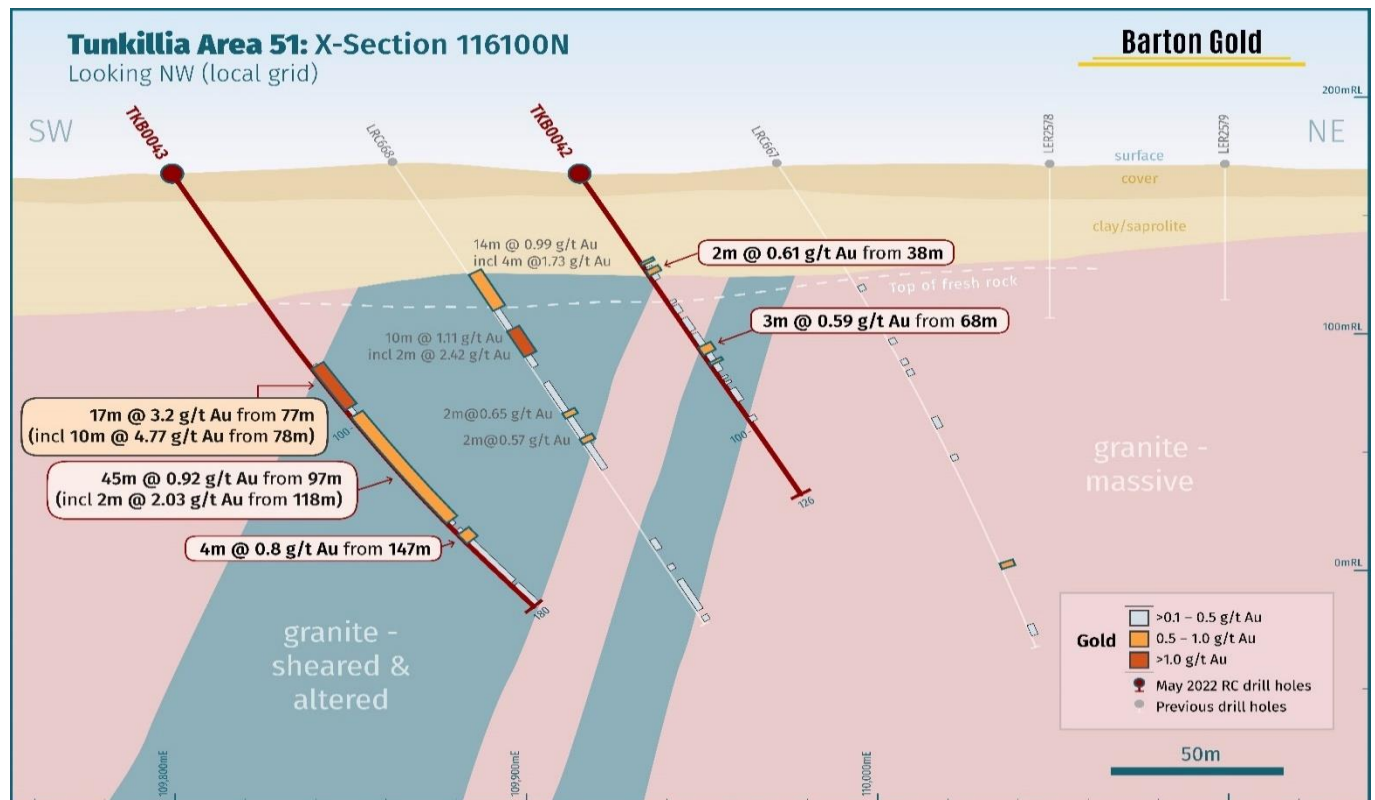 Tunkillia Area 51: X-Section 116100N
Looking NW (local grid)
Barton Gold
200mRL
SW
NE
TKB0043
LRC668
TKB0042
LRC667
LER2578
LER2579
surface
cover
clay/saprolite
14m @ 0.99 g/t Au
incl 4m @1.73 g/t Au
2m @ 0.61 g/t Au from 38m
Top of fresh rock
3m @ 0.59 g/t Au from 68m
100mRL
10m @ 1.11 g/t Au
incl 2m @ 2.42 g/t Au
17m @ 3.2 g/t Au from 77m
(incl 10m @ 4.77 g/t Au from 78m)
100-
2m@0.65 g/t Au
2m@0.57 g/t Au
100-
45m @ 0.92 g/t Au from 97m
(incl 2m @ 2.03 g/t Au from 118m)
126
granite -
massive
4m @ 0.8 g/t Au from 147m
0mRL
180
granite -
sheared &
altered
Gold
>0.1 – 0.5 g/t Au
0.5 – 1.0 g/t Au
>1.0 g/t Au
May 2022 RC drill holes
Previous drill holes
50m
109,800mE
109,900mE
110,000mE